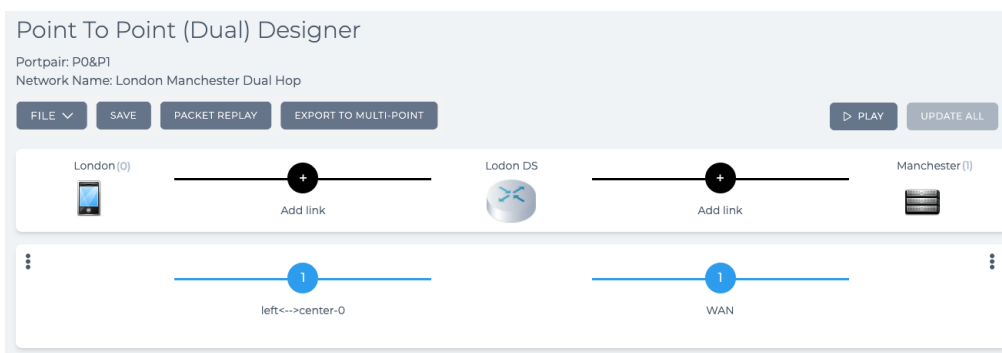 Point To Point (Dual) Designer
Portpair: P0&P1
Network Name: London Manchester Dual Hop
FILE SAVE PACKET REPLAY EXPORT TO MULTI-POINT PLAY UPDATE ALL
London (0) Lodon DS Manchester (1)
+ +
Add link Add link
1 1
left<-->center-0 WAN